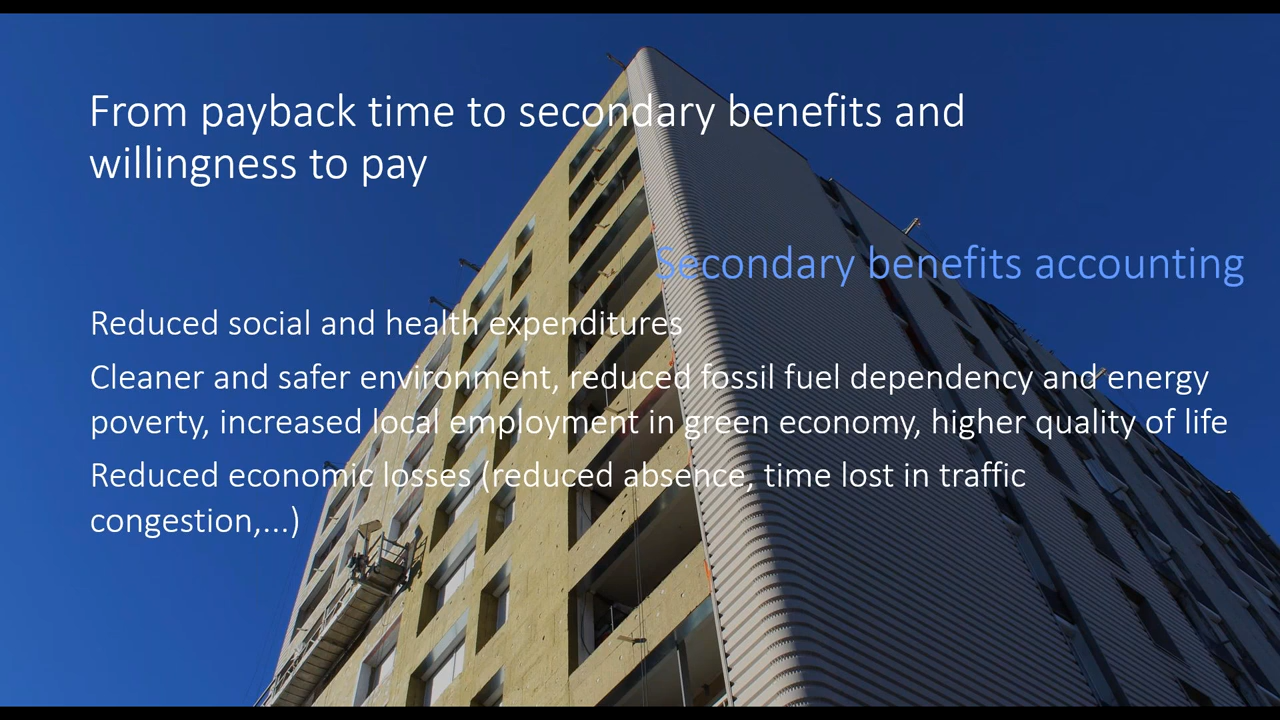 From payback time to secondary benefits and
willingness to pay
Secondary benefits accounting
Reduced social and health expenditures
Cleaner and safer environment, reduced fossil fuel dependency and energy
poverty, increased local employment in green economy, higher quality of life
Reduced economic losses (reduced absence, time lost in traffic
congestion,...)